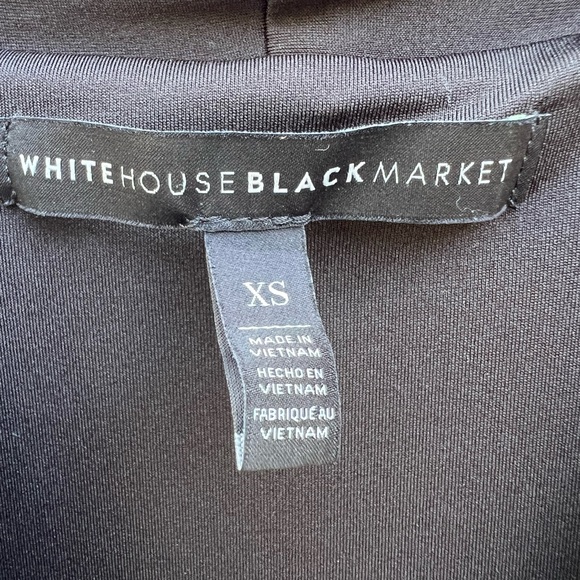 WHITEHOUSEBLACKMARKET
XS
MADE IN
VIETNAM
HECHO EN
VIETNAM
FABRIQUÉ AU
VIETNAM